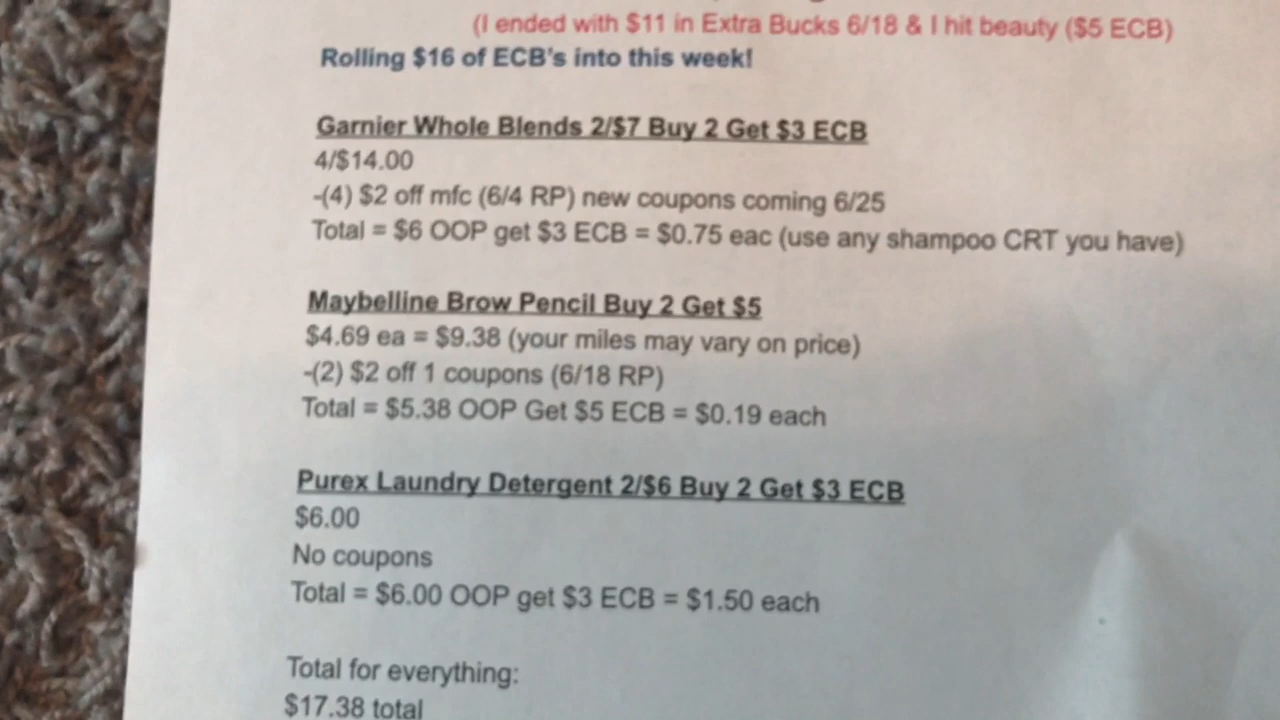 (I ended with $11 in Extra Bucks 6/18 & I hit beauty ($5 ECB)
Rolling $16 of ECB's into this week!
Garnier Whole Blends 2/$7 Buy 2 Get $3 ECB
4/$14.00
-(4) $2 off mfc (6/4 RP) new coupons coming 6/25
Total = $6 OOP get $3 ECB = $0.75 eac (use any shampoo CRT you have)
Maybelline Brow Pencil Buy 2 Get $5
$4.69 ea = $9.38 (your miles may vary on price)
-(2) $2 off 1 coupons (6/18 RP)
Total = $5.38 OOP Get $5 ECB = $0.19 each
Purex Laundry Detergent 2/$6 Buy 2 Get $3 ECB
$6.00
No coupons
Total = $6.00 OOP get $3 ECB = $1.50 each
Total for everything:
$17.38 total